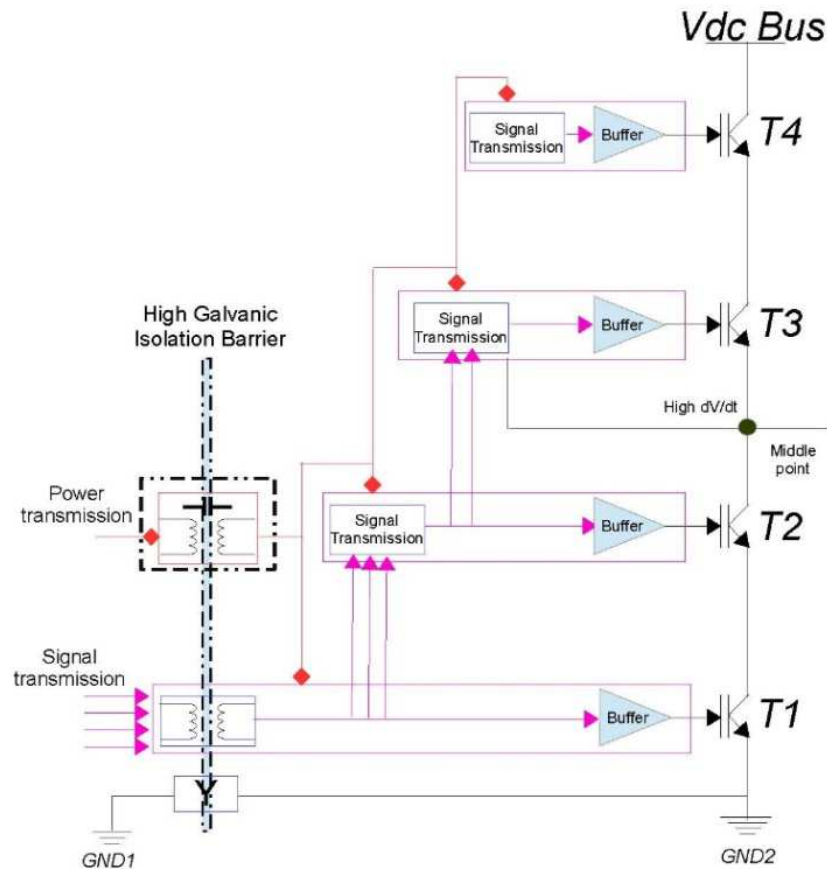 Vdc Bus
Signal
Transmission
Buffer
T4
High Galvanic
Isolation Barrier
Signal
Transmission
Buffer
T3
High dV/dt
Middle
point
Power
transmission
Signal
Transmission
Buffer
T2
Signal
transmission
Buffer
T1
Y
GND1
GND2